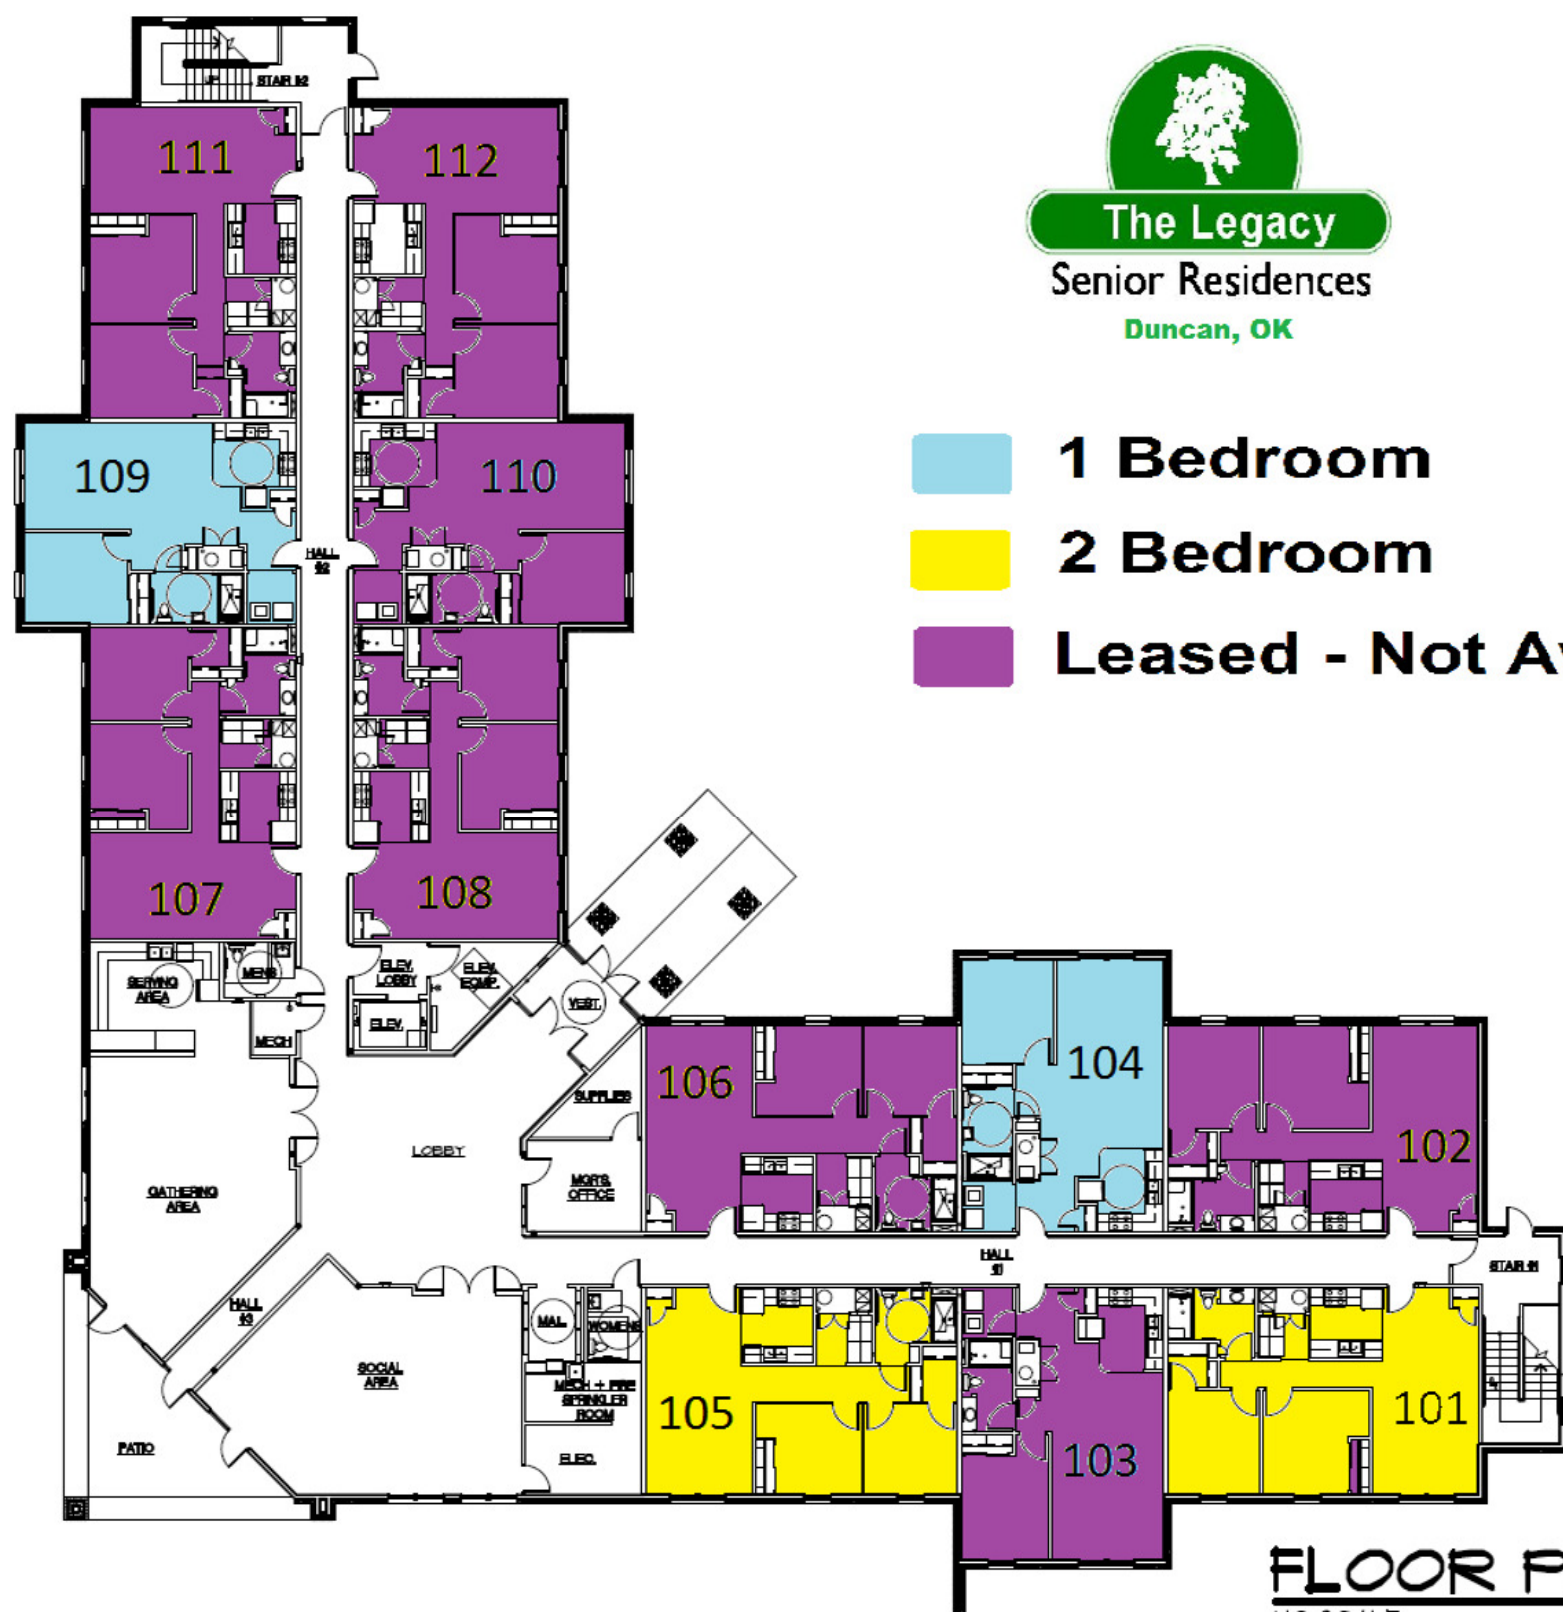 UP
STAIR #2
111
112
The Legacy
Senior Residences
Duncan, OK
1 Bedroom
2 Bedroom
Leased - Not Av
109
110
HALL
#2
107
108
SERVING
AREA
MENS
ELEV.
LOBBY
ELEV.
EQMP.
MECH
ELEV.
VEST.
106
104
102
SUPPLIES
LOBBY
MGR'S.
OFFICE
GATHERING
AREA
HALL
#1
STAIR #1
HALL
#3
MAIL
WOMENS
SOCIAL
AREA
MECH + FIRE
SPRINKLER
ROOM
105
101
PATIO
ELEC.
103
FLOOR P